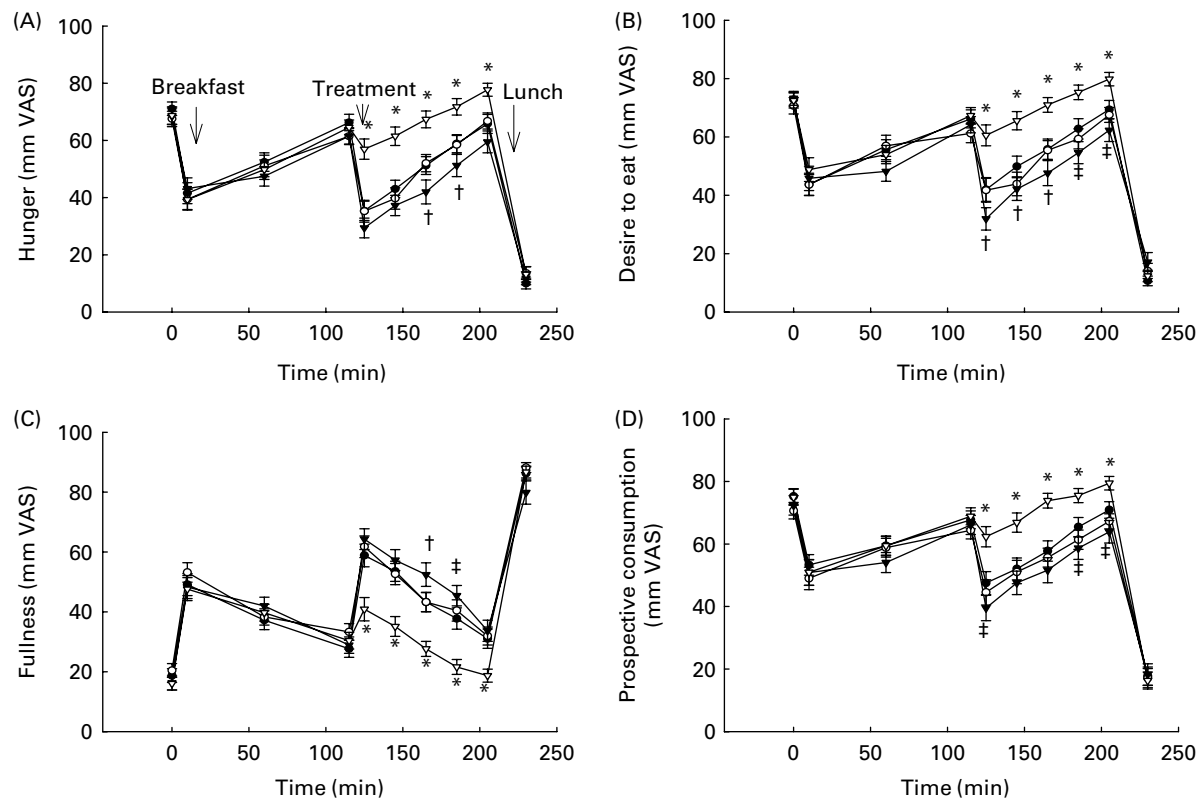 (A)
100
80
60
40
20
0
Hunger (mm VAS)
Breakfast
Treatment
Lunch
* * * * *
† †
0 50 100 150 200 250
Time (min)
(B)
100
80
60
40
20
0
Desire to eat (mm VAS)
* * * * *
† † † ‡ ‡
0 50 100 150 200 250
Time (min)
(C)
100
80
60
40
20
0
Fullness (mm VAS)
† ‡
* * * * *
0 50 100 150 200 250
Time (min)
(D)
100
80
60
40
20
0
Prospective consumption
(mm VAS)
* * * * *
‡ ‡ ‡
0 50 100 150 200 250
Time (min)